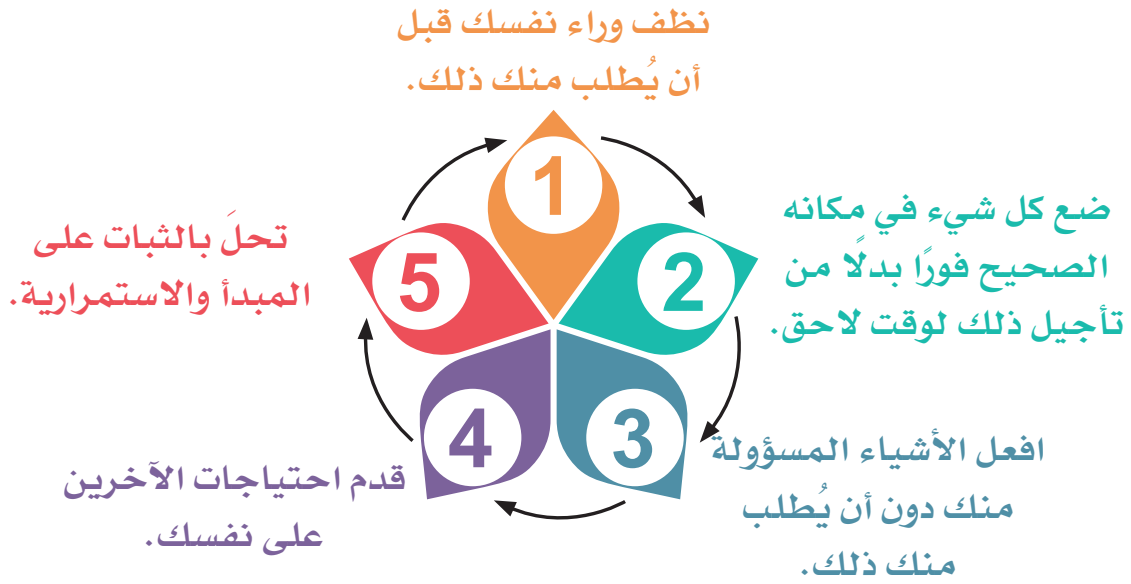 نظف وراء نفسك قبل
أن يُطلب منك ذلك.
1
ضع كل شيء في مكانه
الصحيح فورًا بدلًا من
تأجيل ذلك لوقت لاحق.
2
افعل الأشياء المسؤولة
منك دون أن يُطلب
منك ذلك.
3
قدم احتياجات الآخرين
على نفسك.
4
تحلَ بالثبات على
المبدأ والاستمرارية.
5